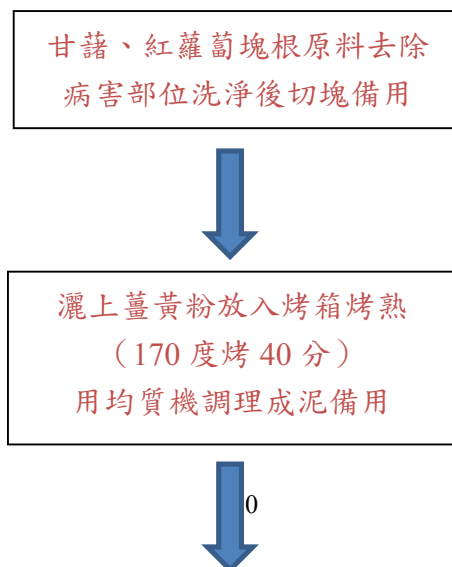 甘藷、紅蘿蔔塊根原料去除
病害部位洗淨後切塊備用
灑上薑黃粉放入烤箱烤熟
（170 度烤 40 分）
用均質機調理成泥備用
0